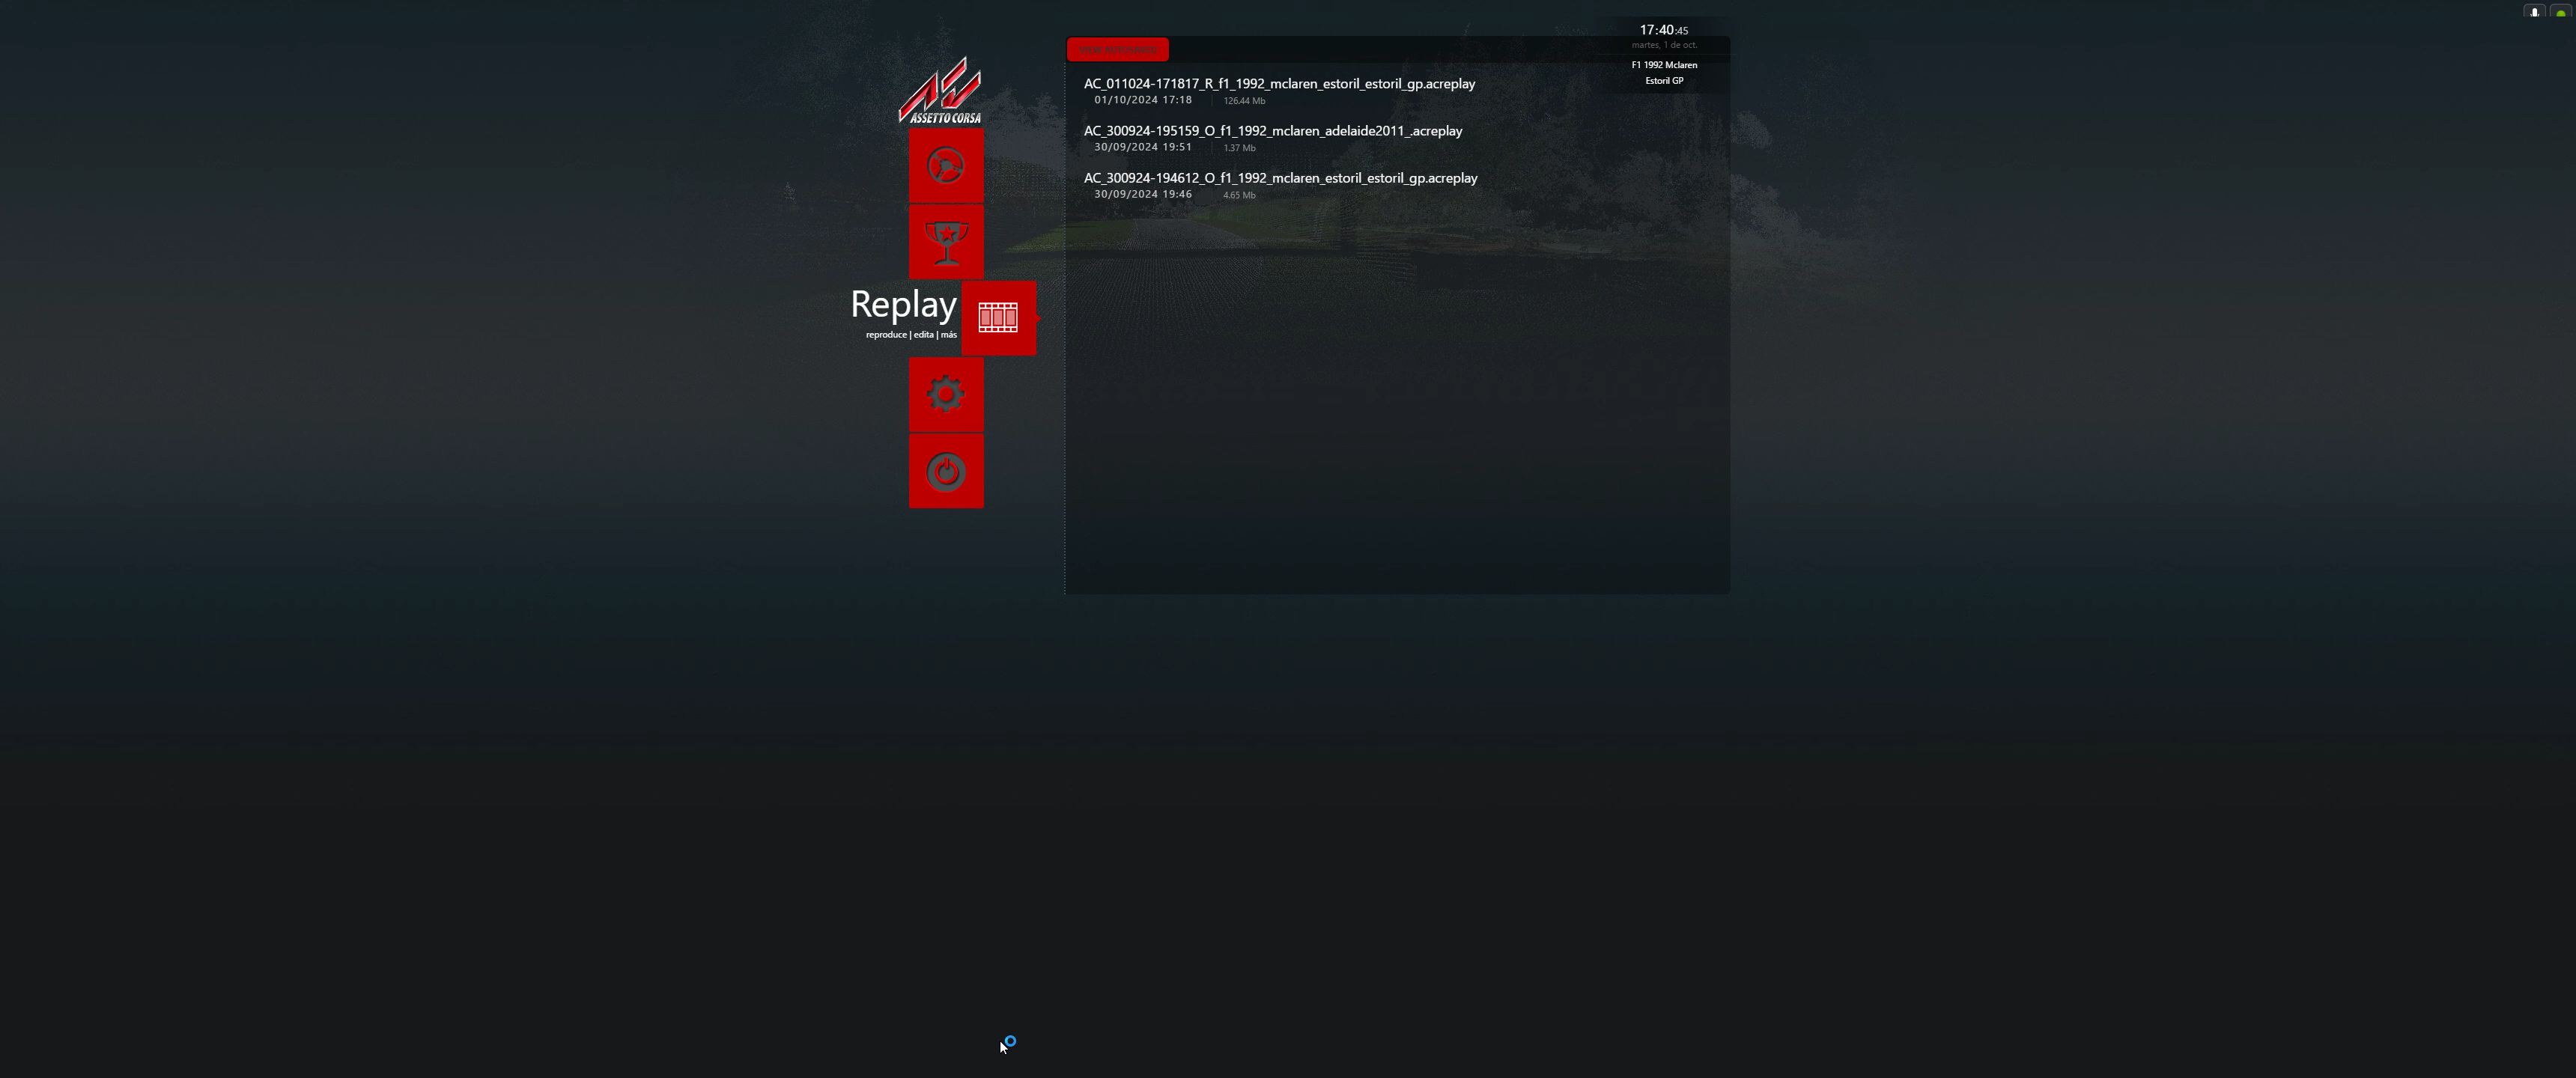 17:40:45
martes, 1 de oct.
F1 1992 Mclaren
Estoril GP
ASSETTO CORSA
AC_011024-171817_R_f1_1992_mclaren_estoril_estoril_gp.acreplay
01/10/2024 17:18 126.44 Mb
AC_300924-195159_O_f1_1992_mclaren_adelaide2011_.acreplay
30/09/2024 19:51 1.37 Mb
AC_300924-194612_O_f1_1992_mclaren_estoril_estoril_gp.acreplay
30/09/2024 19:46 4.65 Mb
Replay
reproduce | edita | más